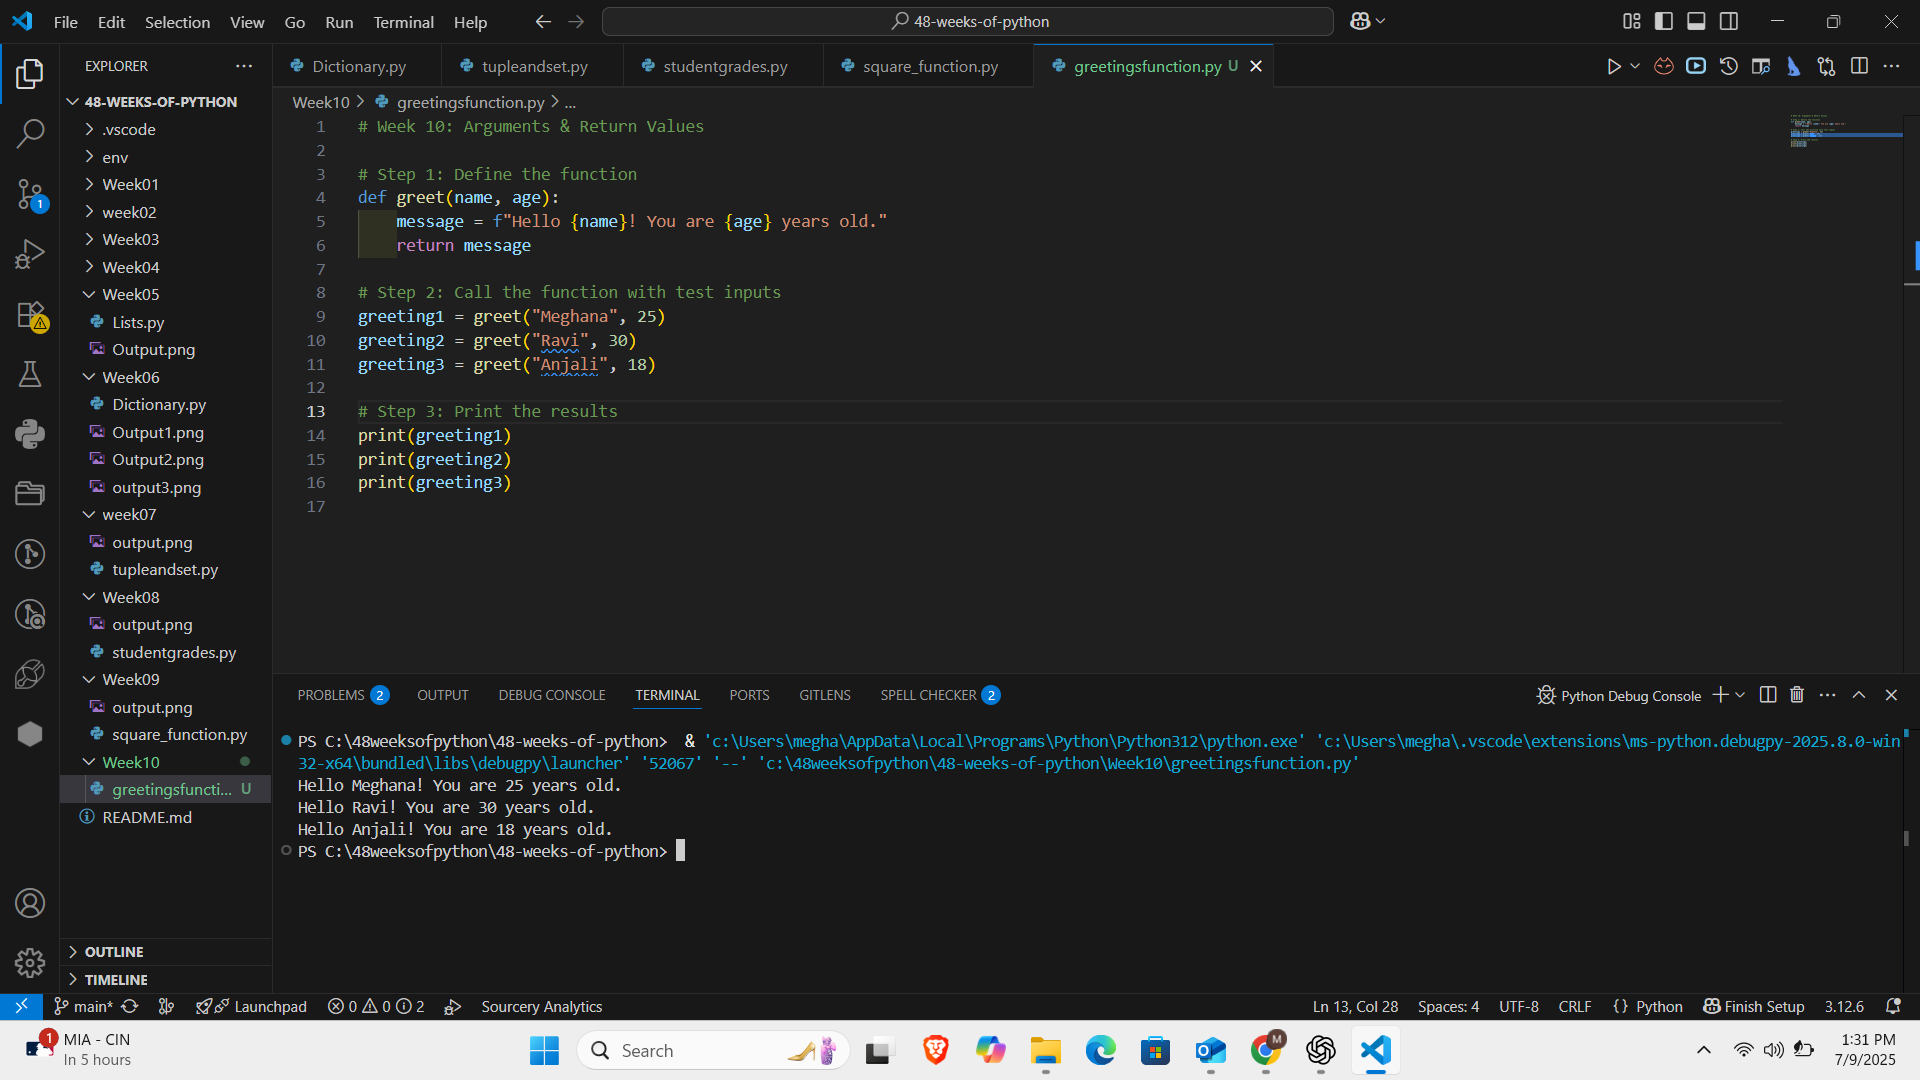 File Edit Selection View Go Run Terminal Help
48-weeks-of-python
EXPLORER
48-WEEKS-OF-PYTHON
.vscode
env
Week01
week02
Week03
Week04
Week05
Lists.py
Output.png
Week06
Dictionary.py
Output1.png
Output2.png
output3.png
week07
output.png
tupleandset.py
Week08
output.png
studentgrades.py
Week09
output.png
square_function.py
Week10
greetingsfuncti... U
README.md
OUTLINE
TIMELINE
1
Dictionary.py tupleandset.py studentgrades.py square_function.py greetingsfunction.py U
Week10 > greetingsfunction.py > ...
1 # Week 10: Arguments & Return Values
2
3 # Step 1: Define the function
4 def greet(name, age):
5 message = f"Hello {name}! You are {age} years old."
6 return message
7
8 # Step 2: Call the function with test inputs
9 greeting1 = greet("Meghana", 25)
10 greeting2 = greet("Ravi", 30)
11 greeting3 = greet("Anjali", 18)
12
13 # Step 3: Print the results
14 print(greeting1)
15 print(greeting2)
16 print(greeting3)
17
PROBLEMS 2 OUTPUT DEBUG CONSOLE TERMINAL PORTS GITLENS SPELL CHECKER 2
Python Debug Console
PS C:\48weeksofpython\48-weeks-of-python> & 'c:\Users\megha\AppData\Local\Programs\Python\Python312\python.exe' 'c:\Users\megha\.vscode\extensions\ms-python.debugpy-2025.8.0-win
32-x64\bundled\libs\debugpy\launcher' '52067' '--' 'c:\48weeksofpython\48-weeks-of-python\Week10\greetingsfunction.py'
Hello Meghana! You are 25 years old.
Hello Ravi! You are 30 years old.
Hello Anjali! You are 18 years old.
PS C:\48weeksofpython\48-weeks-of-python>
main* Launchpad 0 0 2 Sourcery Analytics
Ln 13, Col 28 Spaces: 4 UTF-8 CRLF {} Python Finish Setup 3.12.6
1
MIA - CIN
In 5 hours
Search
M
1:31 PM
7/9/2025